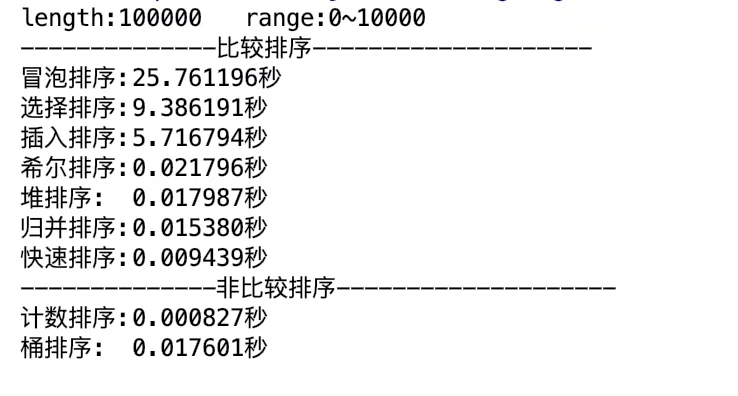 length:100000   range:0~10000
--------------比较排序--------------------
冒泡排序:25.761196秒
选择排序:9.386191秒
插入排序:5.716794秒
希尔排序:0.021796秒
堆排序:  0.017987秒
归并排序:0.015380秒
快速排序:0.009439秒
--------------非比较排序--------------------
计数排序:0.000827秒
桶排序:  0.017601秒